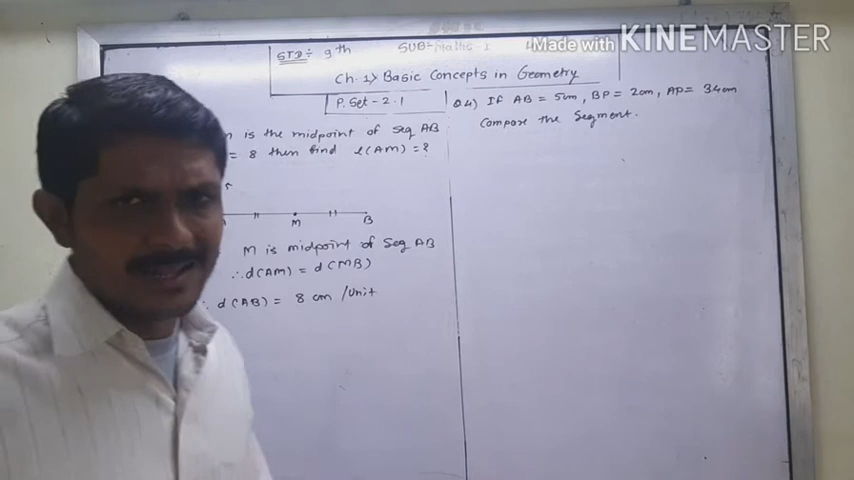 Made with KINEMASTER
STD÷ 9th SUB÷Maths-I
Ch. 1) Basic Concepts in Geometry
P. Set - 2.1
is the midpoint of seg AB
= 8 then find l(AM) = ?
M B
M is midpoint of Seg AB
∴ d(AM) = d(MB)
∴ d(AB) = 8 cm /Unit
Q.4) If AB = 5cm, BP = 2cm, AP = 3.4cm
Compare the Segment.